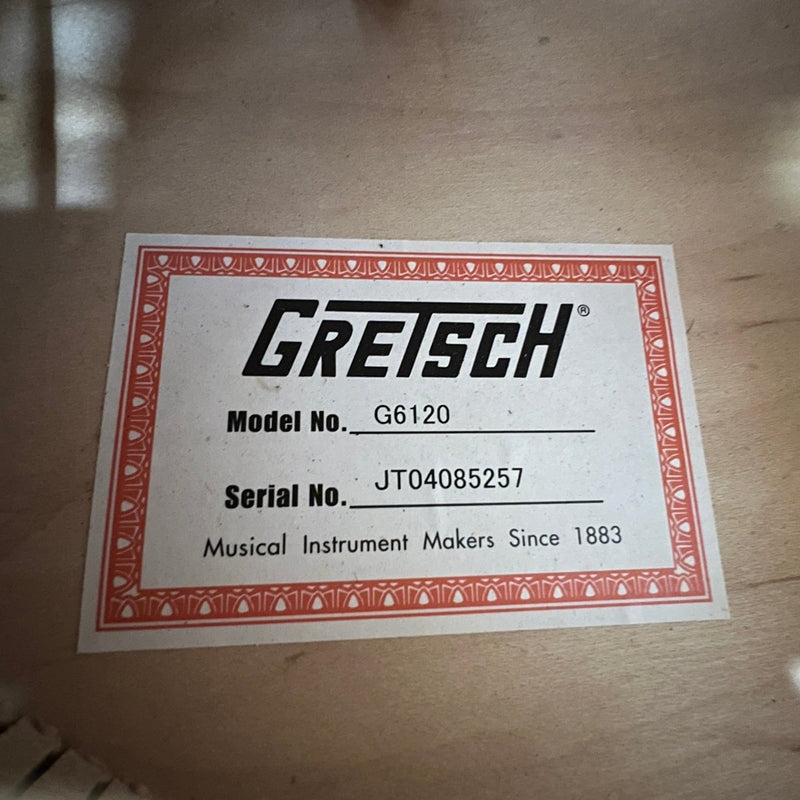 GRETSCH®
Model No. G6120
Serial No. JT04085257
Musical Instrument Makers Since 1883